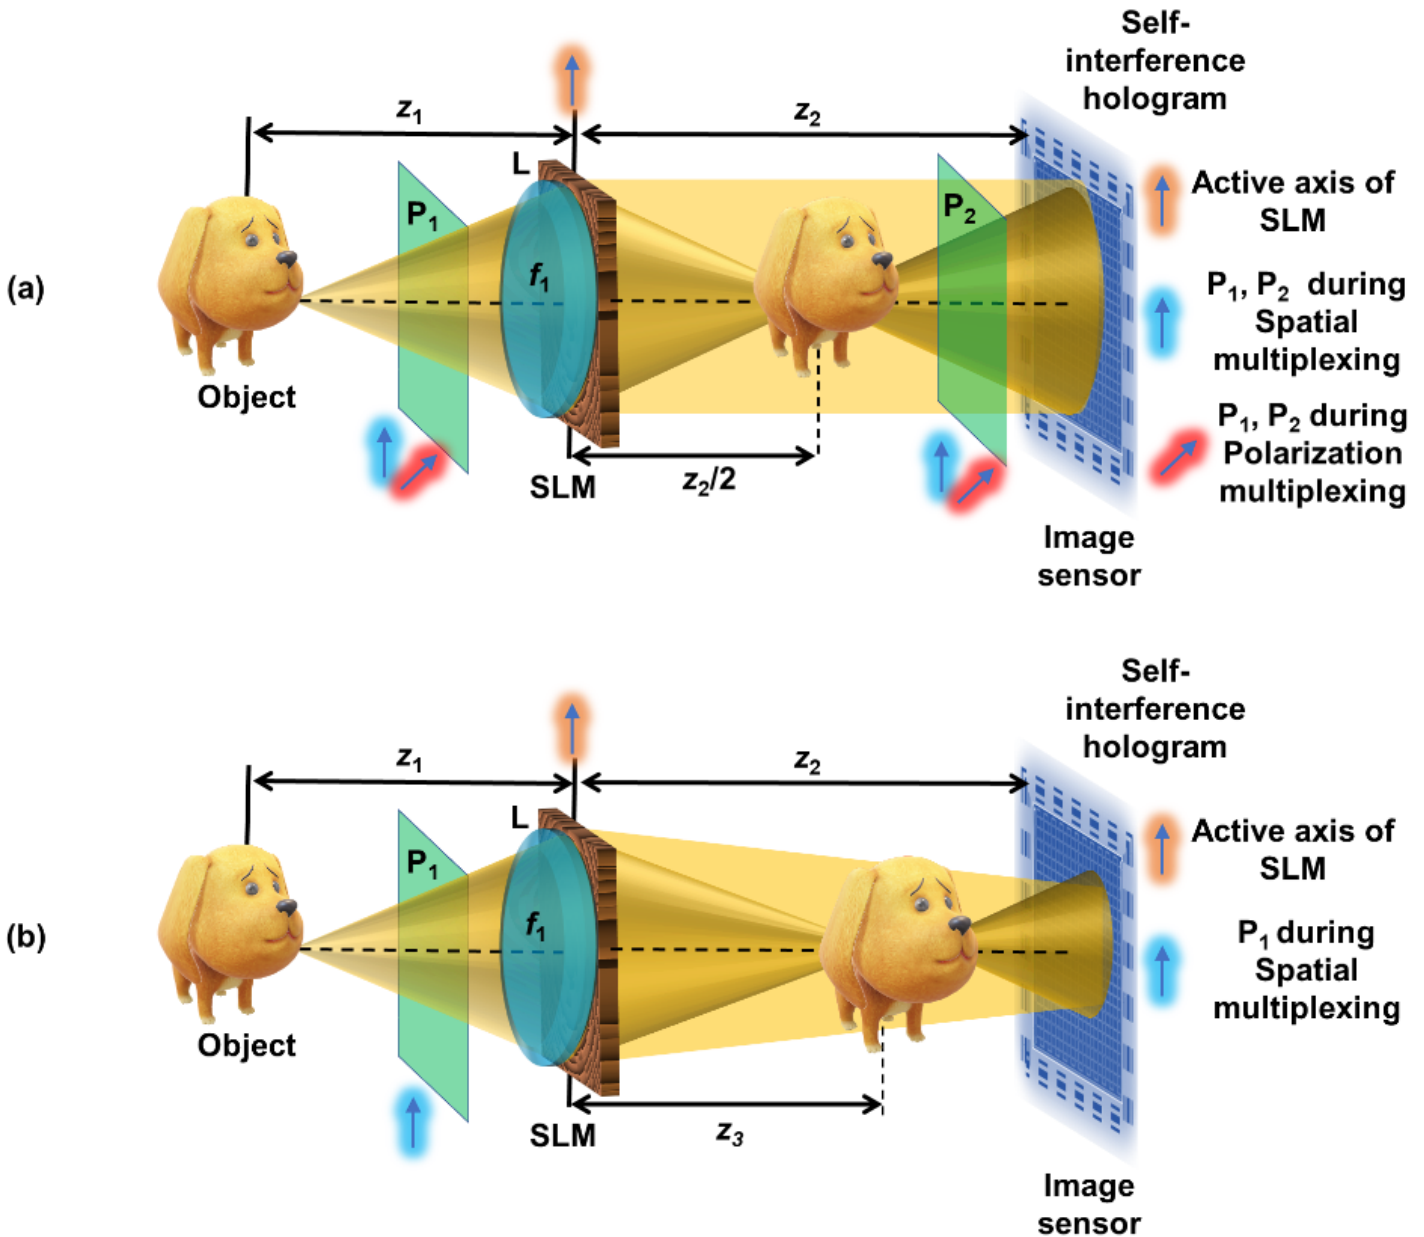 Self-
interference
hologram
z1
z2
L
P1
P2
f1
Active axis of
SLM
(a)
P1, P2 during
Spatial
multiplexing
Object
P1, P2 during
Polarization
multiplexing
z2/2
SLM
Image
sensor
Self-
interference
hologram
z1
z2
L
P1
f1
Active axis of
SLM
(b)
P1 during
Spatial
multiplexing
Object
z3
SLM
Image
sensor